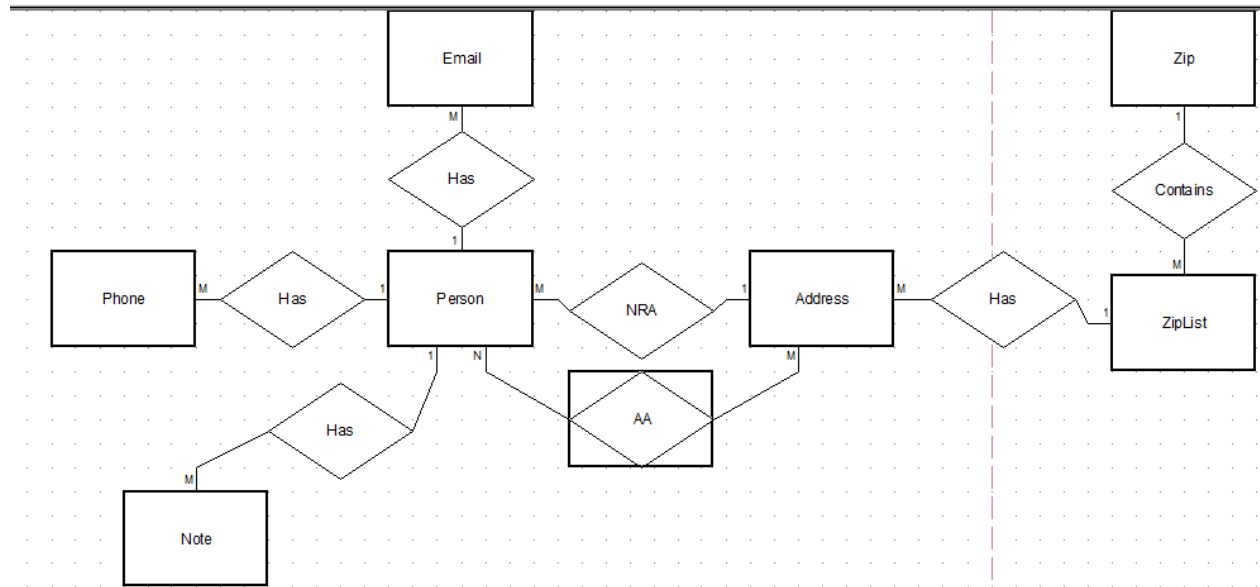 Email
Zip
M
1
Has
Contains
1
M
Phone
M
Has
1
Person
M
NRA
1
Address
M
Has
1
ZipList
1
N
M
AA
Has
M
Note